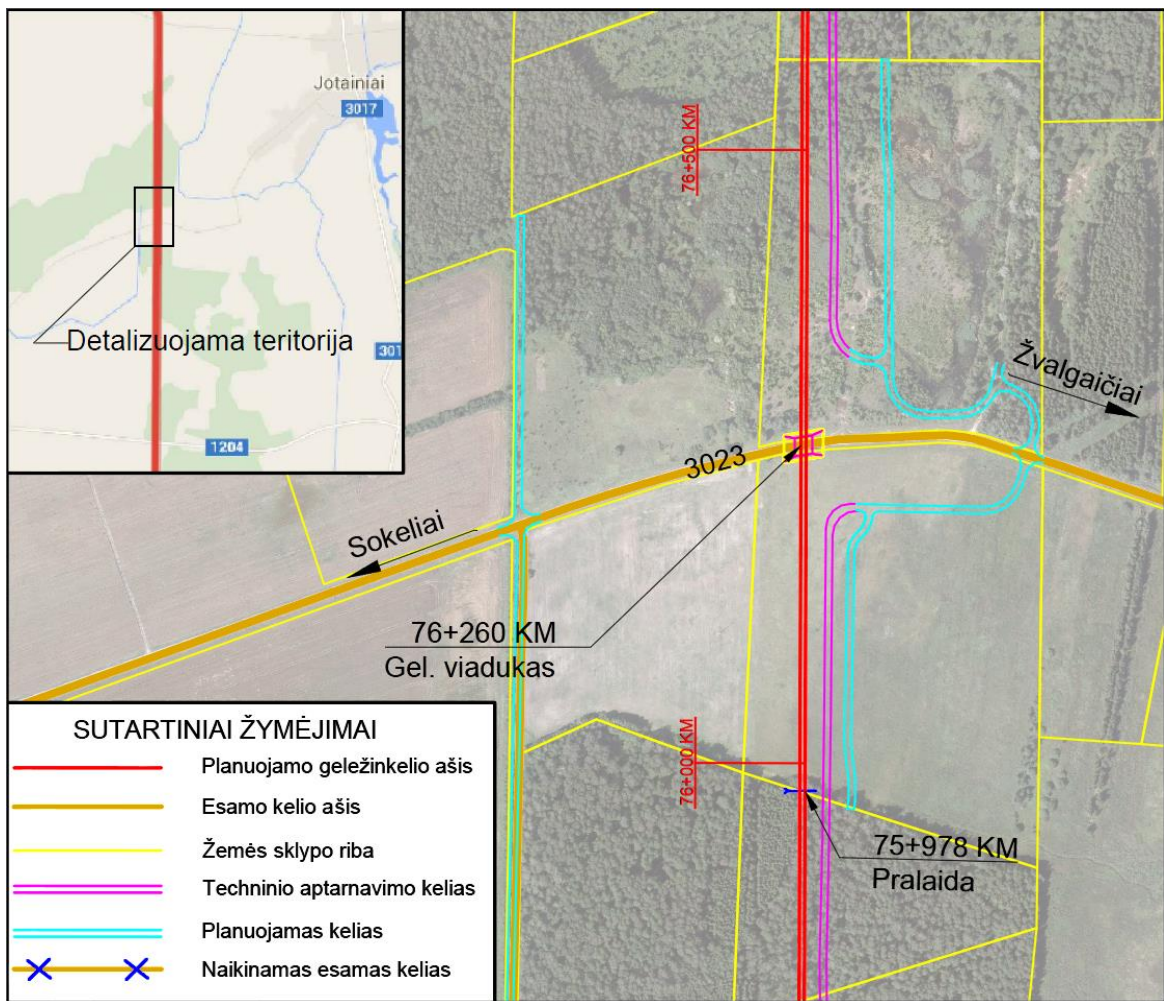 Jotainiai
3017
Detalizuojama teritorija
301
1204
76+500 KM
Žvalgaičiai
3023
Sokeliai
76+260 KM
Gel. viadukas
76+000 KM
75+978 KM
Pralaida
SUTARTINIAI ŽYMĖJIMAI
Planuojamo geležinkelio ašis
Esamo kelio ašis
Žemės sklypo riba
Techninio aptarnavimo kelias
Planuojamas kelias
Naikinamas esamas kelias